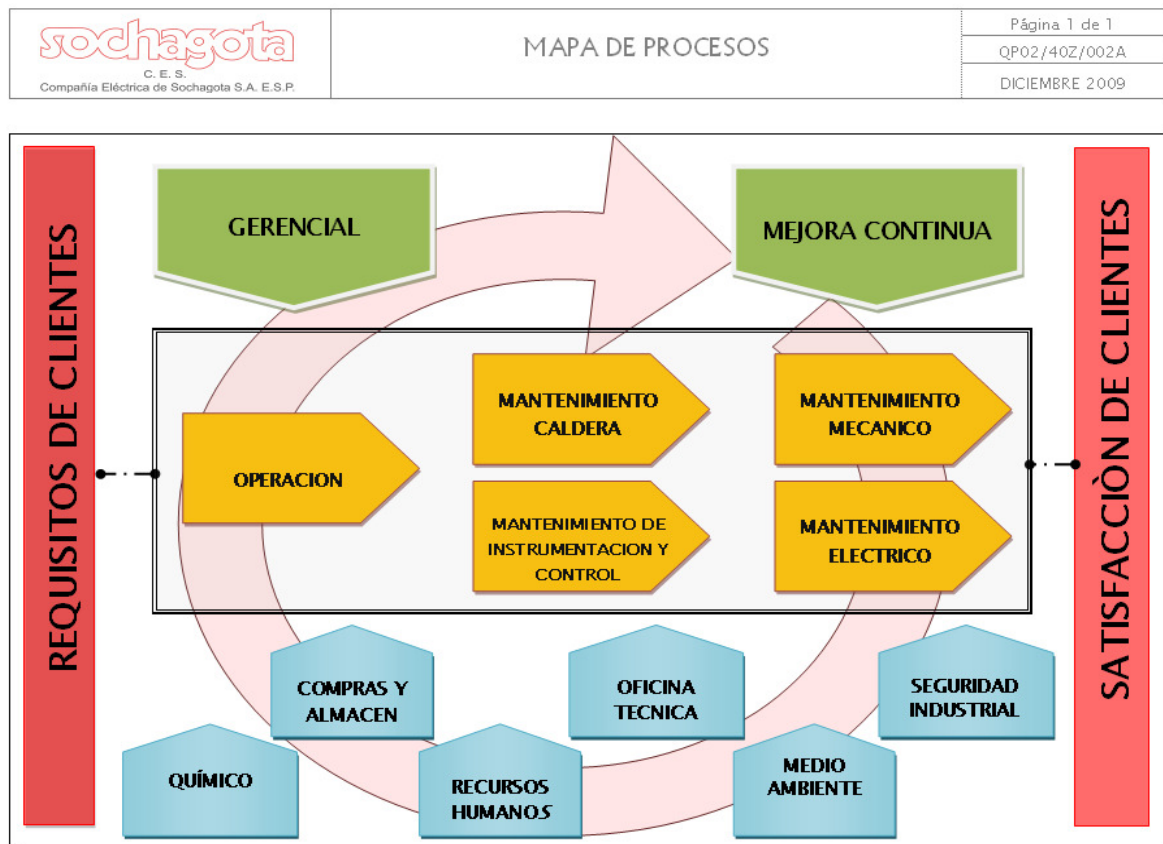 sochagota
C. E. S.
Compañía Eléctrica de Sochagota S.A. E.S.P.
MAPA DE PROCESOS
Página 1 de 1
QP02/40Z/002A
DICIEMBRE 2009
REQUISITOS DE CLIENTES
GERENCIAL
MEJORA CONTINUA
OPERACION
MANTENIMIENTO
CALDERA
MANTENIMIENTO
MECANICO
MANTENIMIENTO DE
INSTRUMENTACION Y
CONTROL
MANTENIMIENTO
ELECTRICO
COMPRAS Y
ALMACEN
OFICINA
TECNICA
SEGURIDAD
INDUSTRIAL
QUÍMICO
RECURSOS
HUMANOS
MEDIO
AMBIENTE
SATISFACCIÒN DE CLIENTES